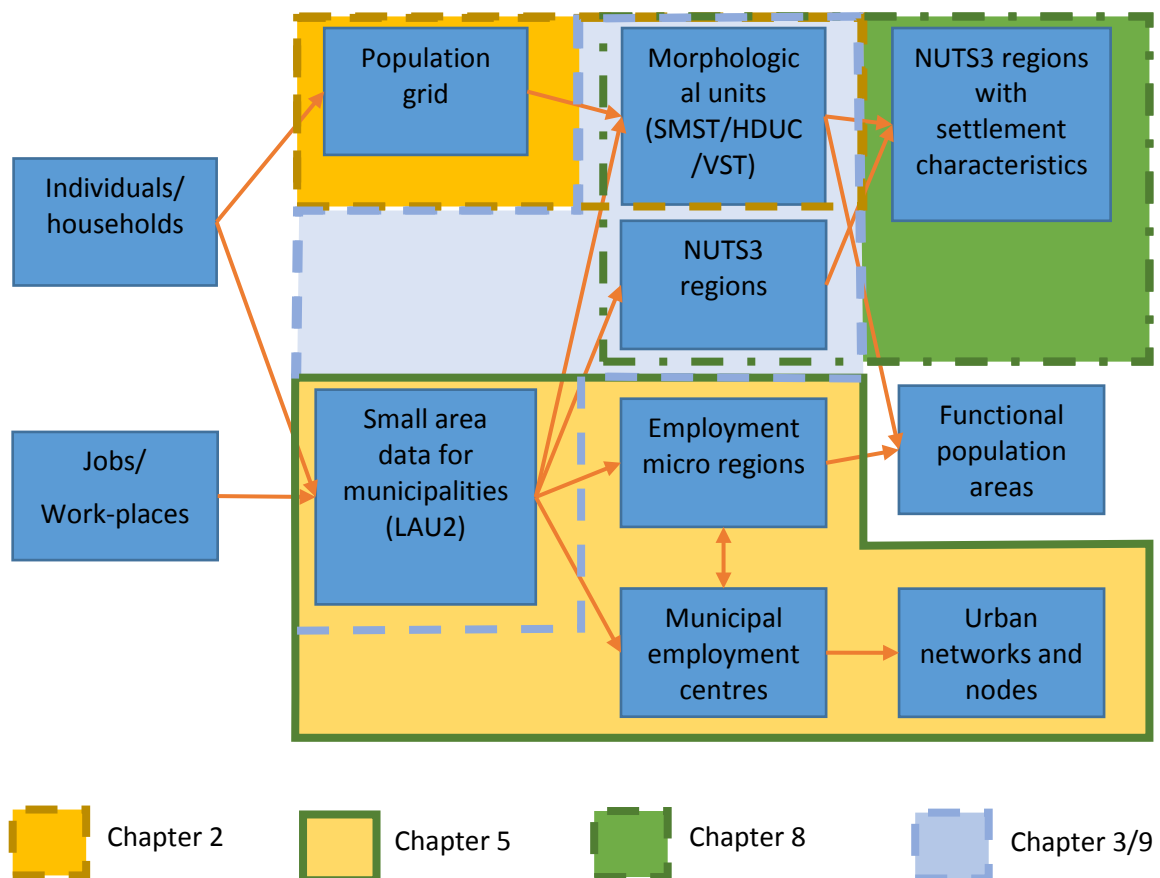 Population
grid
Morphologic
al units
(SMST/HDUC
/VST)
NUTS3 regions
with
settlement
characteristics
Individuals/
households
NUTS3
regions
Small area
data for
municipalities
(LAU2)
Employment
micro regions
Functional
population
areas
Jobs/
Work-places
Municipal
employment
centres
Urban
networks and
nodes
Chapter 2
Chapter 5
Chapter 8
Chapter 3/9